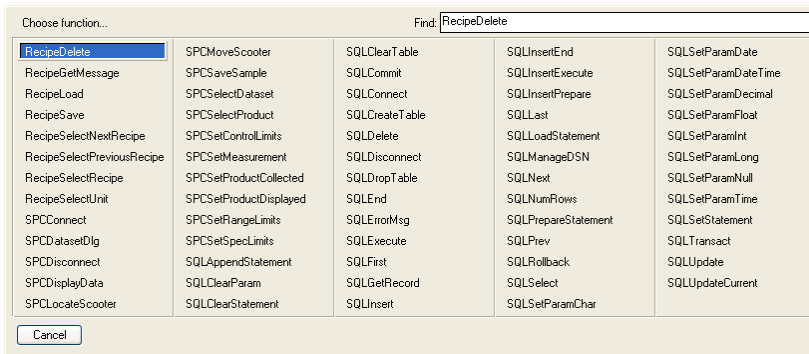 Choose function...
Find: RecipeDelete
RecipeDelete
RecipeGetMessage
RecipeLoad
RecipeSave
RecipeSelectNextRecipe
RecipeSelectPreviousRecipe
RecipeSelectRecipe
RecipeSelectUnit
SPCConnect
SPCDatasetDlg
SPCDisconnect
SPCDisplayData
SPCLocateScooter
SPCMoveScooter
SPCSaveSample
SPCSelectDataset
SPCSelectProduct
SPCSetControlLimits
SPCSetMeasurement
SPCSetProductCollected
SPCSetProductDisplayed
SPCSetRangeLimits
SPCSetSpecLimits
SQLAppendStatement
SQLClearParam
SQLClearStatement
SQLClearTable
SQLCommit
SQLConnect
SQLCreateTable
SQLDelete
SQLDisconnect
SQLDropTable
SQLEnd
SQLErrorMsg
SQLExecute
SQLFirst
SQLGetRecord
SQLInsert
SQLInsertEnd
SQLInsertExecute
SQLInsertPrepare
SQLLast
SQLLoadStatement
SQLManageDSN
SQLNext
SQLNumRows
SQLPrepareStatement
SQLPrev
SQLRollback
SQLSelect
SQLSetParamChar
SQLSetParamDate
SQLSetParamDateTime
SQLSetParamDecimal
SQLSetParamFloat
SQLSetParamInt
SQLSetParamLong
SQLSetParamNull
SQLSetParamTime
SQLSetStatement
SQLTransact
SQLUpdate
SQLUpdateCurrent
Cancel